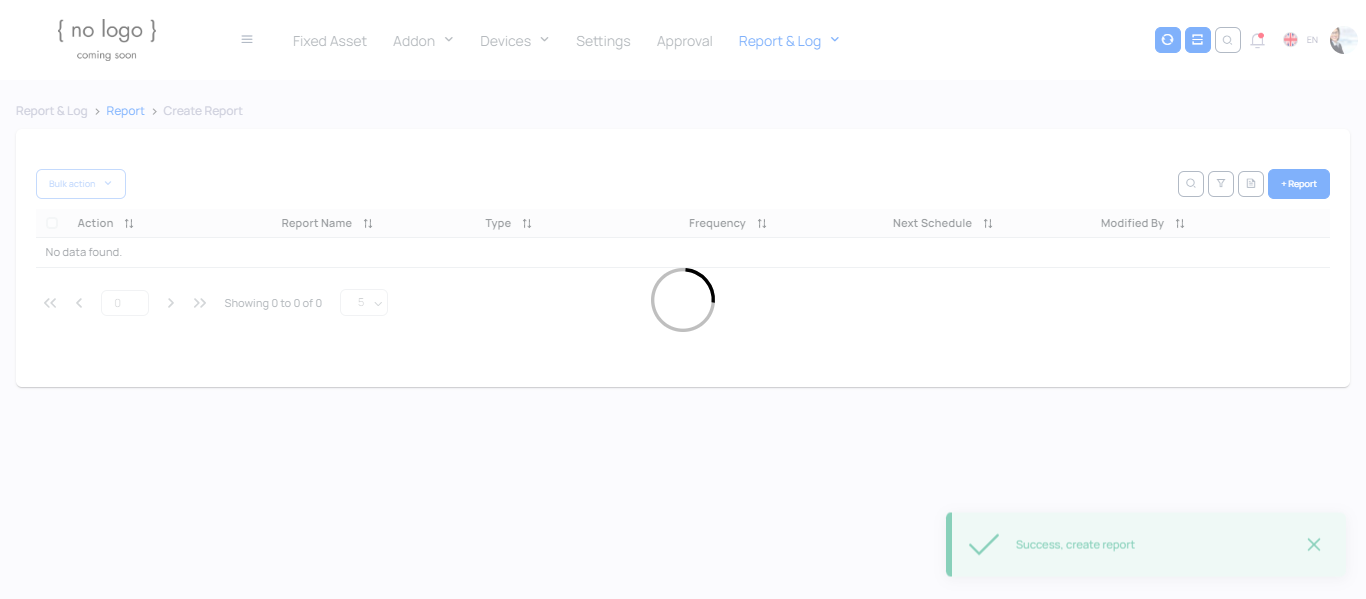 { no logo }
coming soon
Fixed Asset Addon Devices Settings Approval Report & Log EN
Report & Log > Report > Create Report
Bulk action + Report
Action Report Name Type Frequency Next Schedule Modified By
No data found.
0 Showing 0 to 0 of 0 5
Success, create report